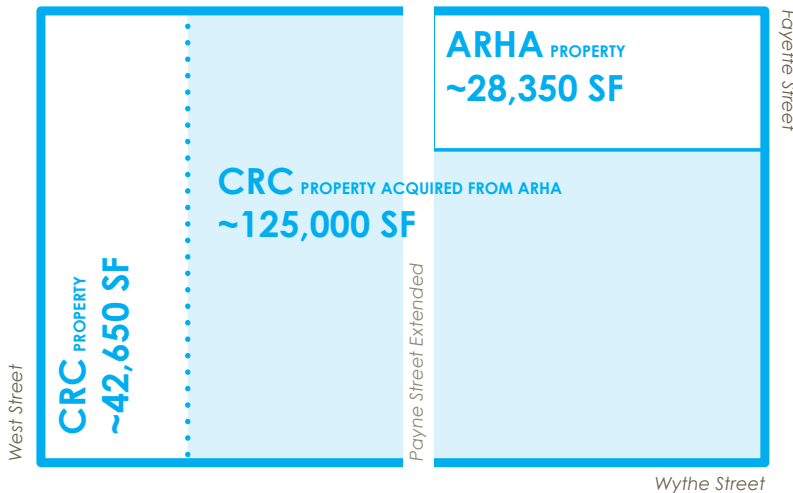 ARHA PROPERTY
~28,350 SF
Fayette Street
CRC PROPERTY ACQUIRED FROM ARHA
~125,000 SF
CRC PROPERTY
~42,650 SF
West Street
Payne Street Extended
Wythe Street